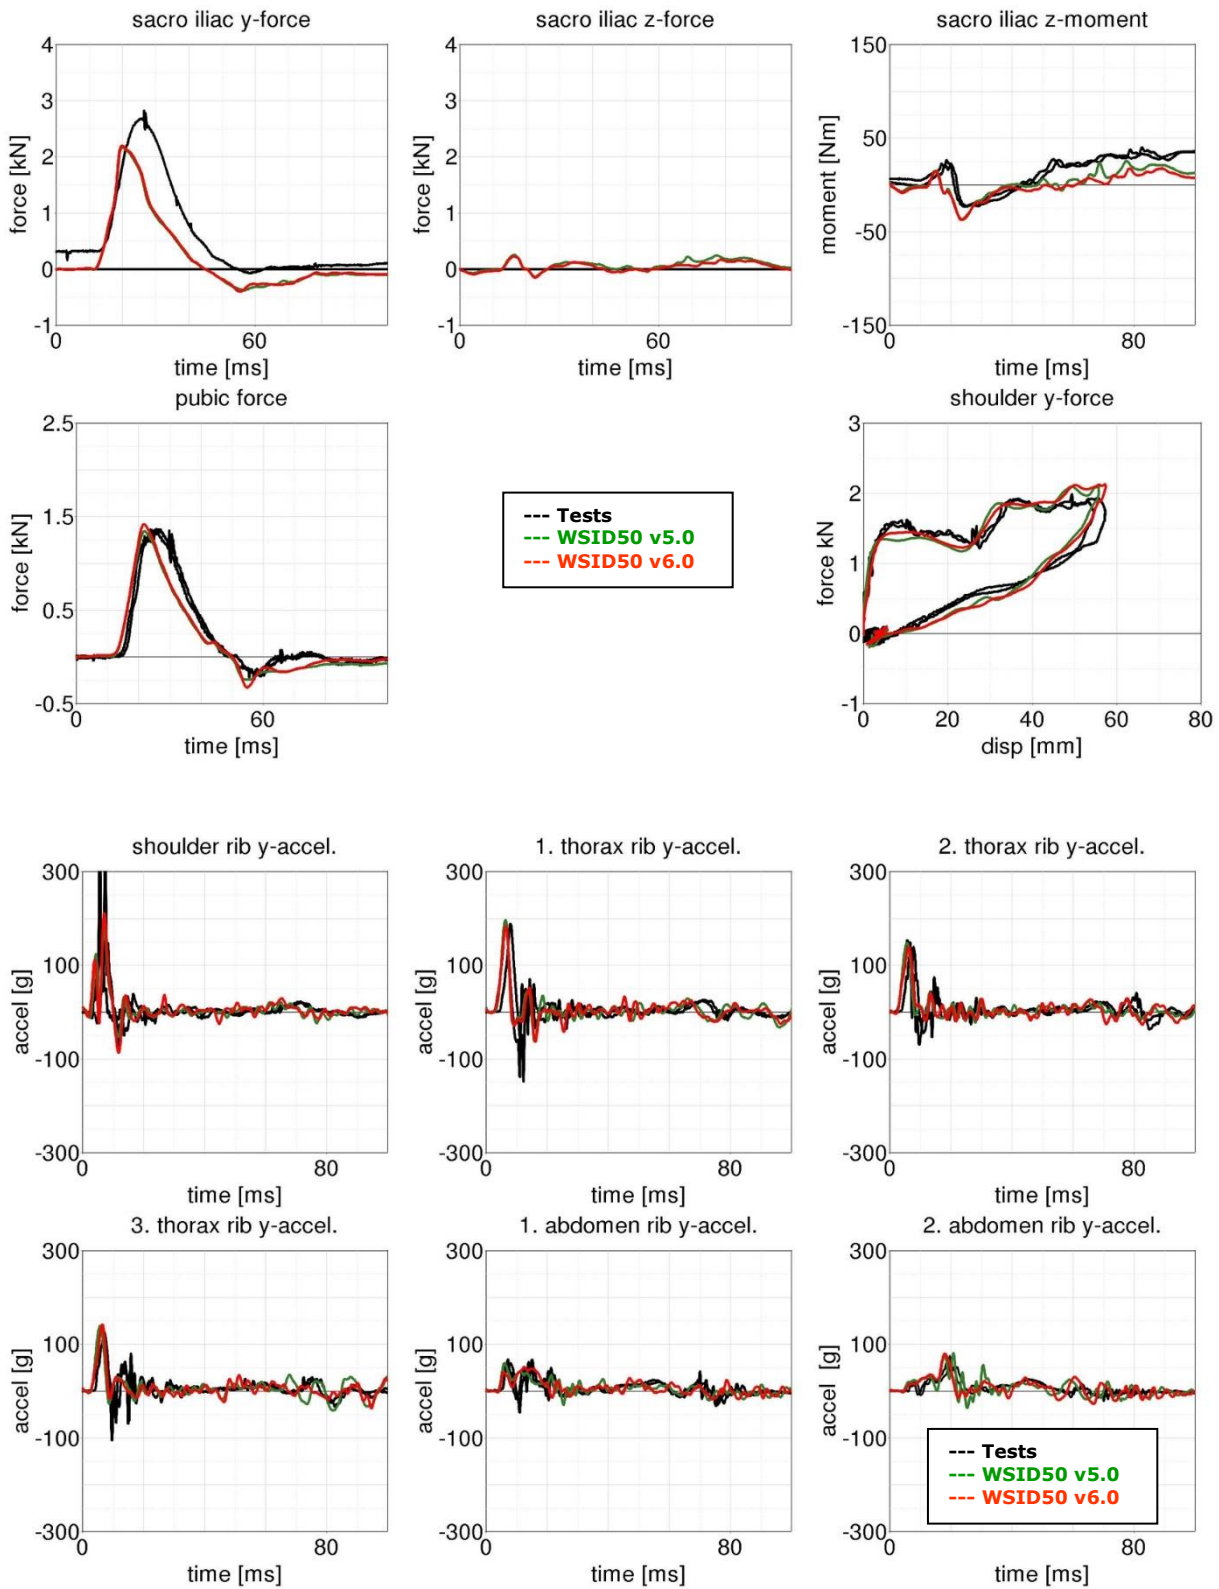 sacro iliac y-force
4
3
2
1
0
-1
force [kN]
0
60
time [ms]
sacro iliac z-force
4
3
2
1
0
-1
force [kN]
0
60
time [ms]
sacro iliac z-moment
150
50
-50
-150
moment [Nm]
0
80
time [ms]
pubic force
2.5
1.5
0.5
-0.5
force [kN]
0
60
time [ms]
--- Tests
--- WSID50 v5.0
--- WSID50 v6.0
shoulder y-force
3
2
1
0
-1
force kN
0
20
40
60
80
disp [mm]
shoulder rib y-accel.
300
100
-100
-300
accel [g]
0
80
time [ms]
1. thorax rib y-accel.
300
100
-100
-300
accel [g]
0
80
time [ms]
2. thorax rib y-accel.
300
100
-100
-300
accel [g]
0
80
time [ms]
3. thorax rib y-accel.
300
100
-100
-300
accel [g]
0
80
time [ms]
1. abdomen rib y-accel.
300
100
-100
-300
accel [g]
0
80
time [ms]
2. abdomen rib y-accel.
300
100
-100
-300
accel [g]
0
80
time [ms]
--- Tests
--- WSID50 v5.0
--- WSID50 v6.0